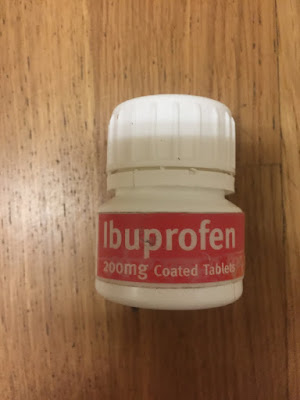 Ibuprofen
200mg Coated Tablets